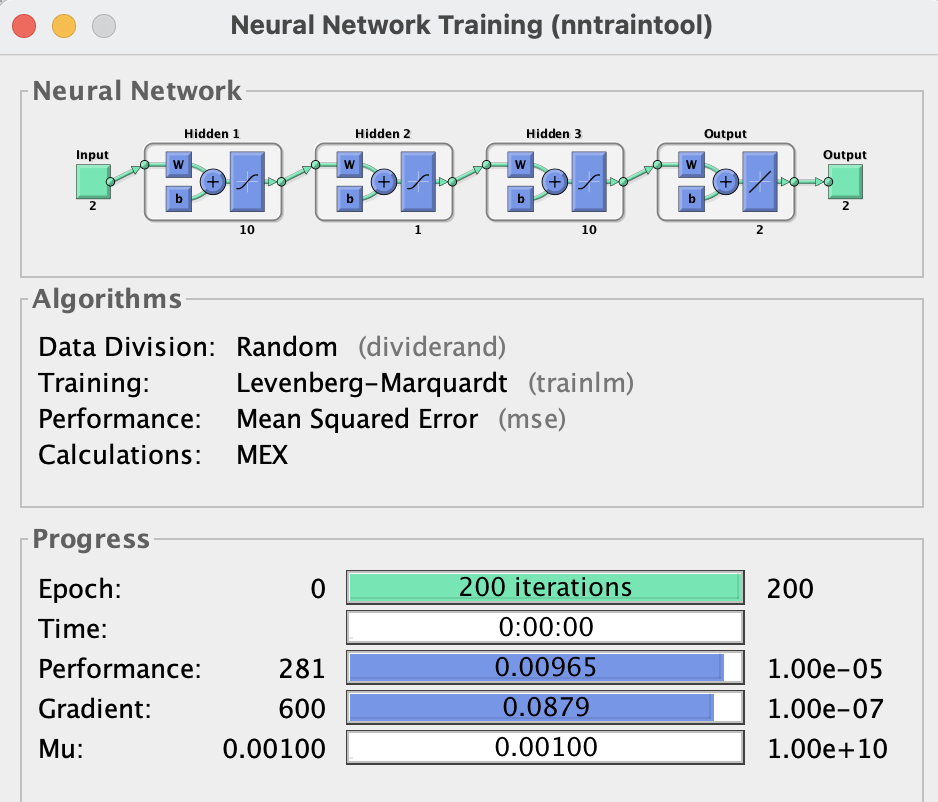 Neural Network Training (nntraintool)
Neural Network
Hidden 1 Hidden 2 Hidden 3 Output
Input Output
W W W W
+ + + +
b b b b
2 2
10 1 10 2
Algorithms
Data Division: Random (dividerand)
Training: Levenberg-Marquardt (trainlm)
Performance: Mean Squared Error (mse)
Calculations: MEX
Progress
Epoch: 0 200 iterations 200
Time: 0:00:00
Performance: 281 0.00965 1.00e-05
Gradient: 600 0.0879 1.00e-07
Mu: 0.00100 0.00100 1.00e+10